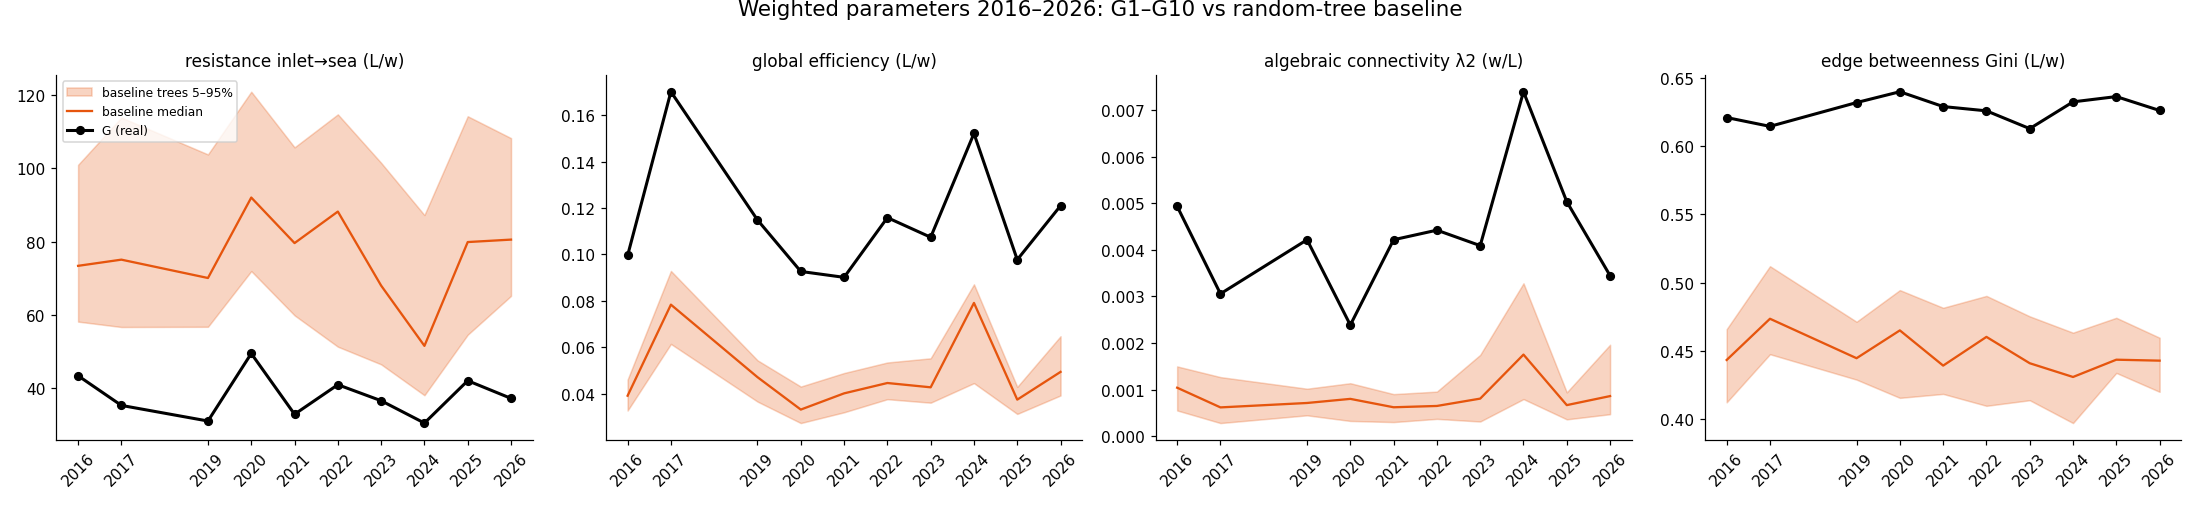 Weighted parameters 2016–2026: G1–G10 vs random-tree baseline
resistance inlet→sea (L/w)
120
100
80
60
40
baseline trees 5–95%
baseline median
G (real)
2016 2017 2019 2020 2021 2022 2023 2024 2025 2026
global efficiency (L/w)
0.16
0.14
0.12
0.10
0.08
0.06
0.04
2016 2017 2019 2020 2021 2022 2023 2024 2025 2026
algebraic connectivity λ2 (w/L)
0.007
0.006
0.005
0.004
0.003
0.002
0.001
0.000
2016 2017 2019 2020 2021 2022 2023 2024 2025 2026
edge betweenness Gini (L/w)
0.65
0.60
0.55
0.50
0.45
0.40
2016 2017 2019 2020 2021 2022 2023 2024 2025 2026